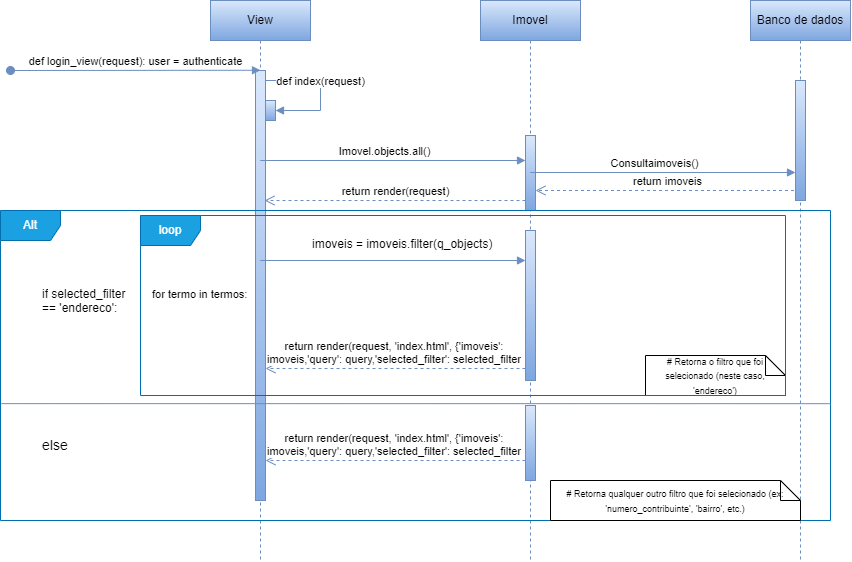 View
Imovel
Banco de dados
def login_view(request): user = authenticate
def index(request)
Imovel.objects.all()
Consultaimoveis()
return imoveis
return render(request)
Alt
loop
imoveis = imoveis.filter(q_objects)
if selected_filter
== 'endereco':
for termo in termos:
return render(request, 'index.html', {'imoveis':
imoveis,'query': query,'selected_filter': selected_filter
# Retorna o filtro que foi
selecionado (neste caso,
'endereco')
else
return render(request, 'index.html', {'imoveis':
imoveis,'query': query,'selected_filter': selected_filter
# Retorna qualquer outro filtro que foi selecionado (ex:
'numero_contribuinte', 'bairro', etc.)